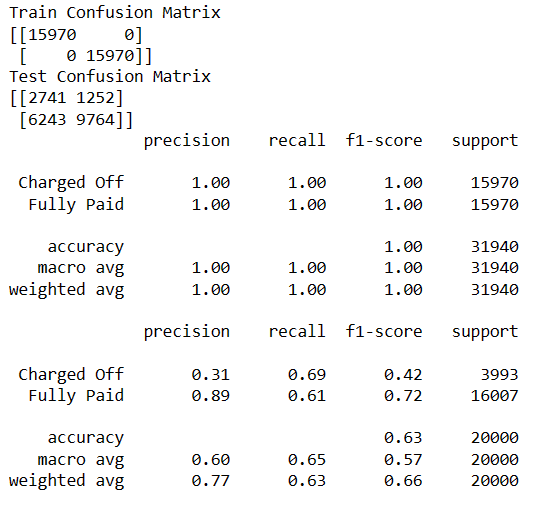 Train Confusion Matrix
[[15970     0]
 [    0 15970]]
Test Confusion Matrix
[[2741 1252]
 [6243 9764]]
              precision    recall  f1-score   support

 Charged Off       1.00      1.00      1.00     15970
  Fully Paid       1.00      1.00      1.00     15970

    accuracy                           1.00     31940
   macro avg       1.00      1.00      1.00     31940
weighted avg       1.00      1.00      1.00     31940

              precision    recall  f1-score   support

 Charged Off       0.31      0.69      0.42      3993
  Fully Paid       0.89      0.61      0.72     16007

    accuracy                           0.63     20000
   macro avg       0.60      0.65      0.57     20000
weighted avg       0.77      0.63      0.66     20000